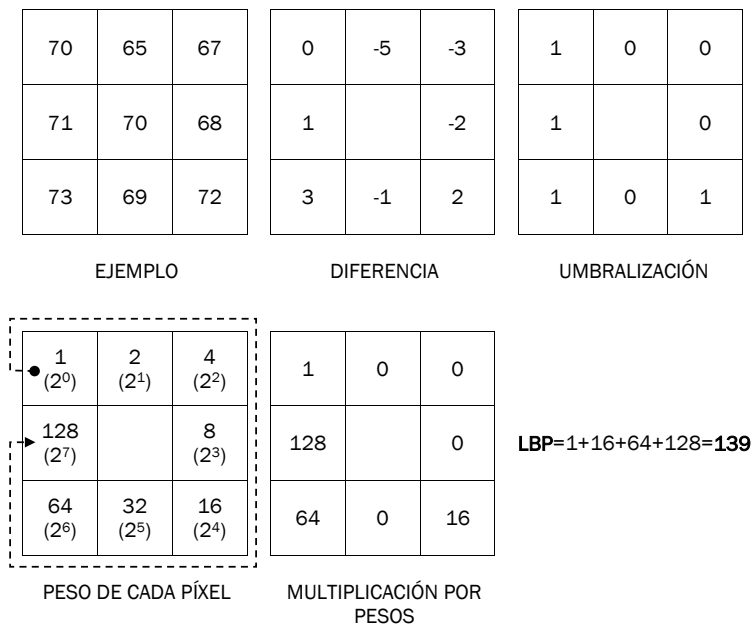 70 65 67
71 70 68
73 69 72
EJEMPLO
0 -5 -3
1 -2
3 -1 2
DIFERENCIA
1 0 0
1 0
1 0 1
UMBRALIZACIÓN
1 2 4
(2⁰) (2¹) (2²)
128 8
(2⁷) (2³)
64 32 16
(2⁶) (2⁵) (2⁴)
PESO DE CADA PÍXEL
1 0 0
128 0
64 0 16
MULTIPLICACIÓN POR
PESOS
LBP=1+16+64+128=139